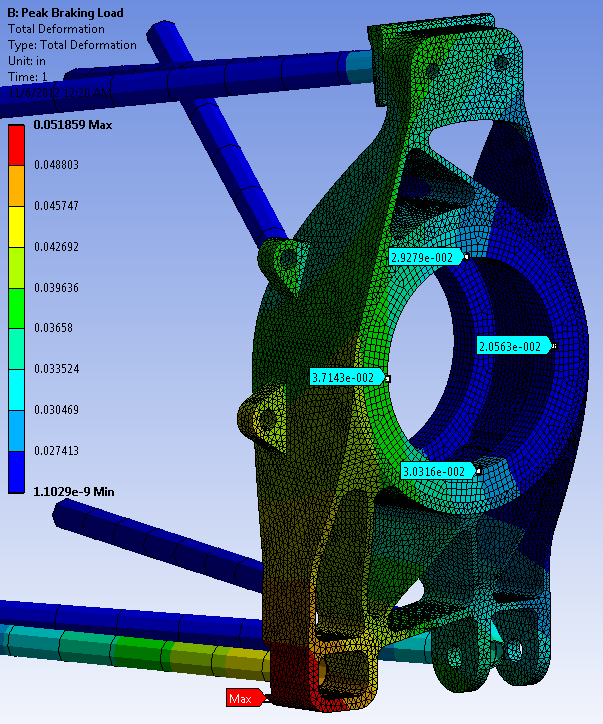 B: Peak Braking Load
Total Deformation
Type: Total Deformation
Unit: in
Time: 1
0.051859 Max
0.048803
0.045747
0.042692
0.039636
0.03658
0.033524
0.030469
0.027413
1.1029e-9 Min
2.9279e-002
2.0563e-002
3.7143e-002
3.0316e-002
Max